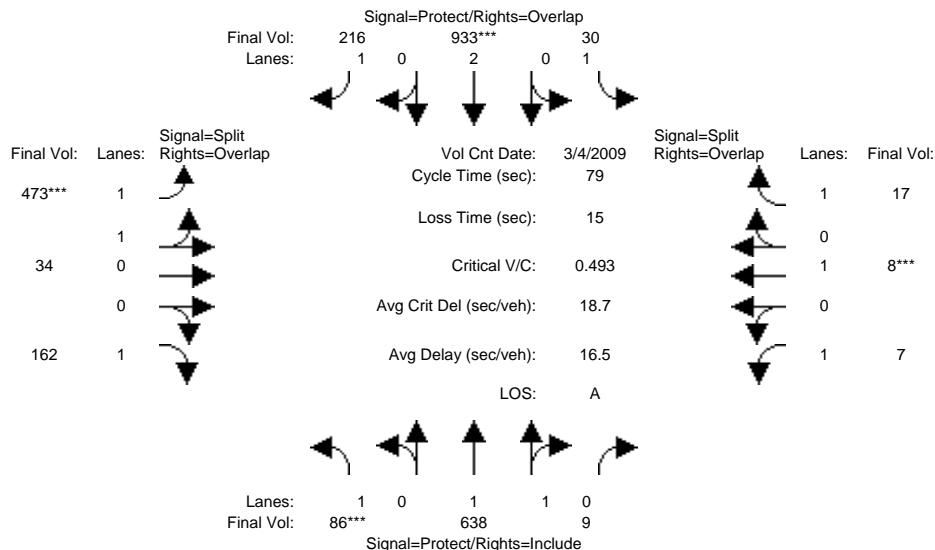 Signal=Protect/Rights=Overlap
Final Vol: 216 933*** 30
Lanes: 1 0 2 0 1
Signal=Split Signal=Split
Final Vol: Lanes: Rights=Overlap Vol Cnt Date: 3/4/2009 Rights=Overlap Lanes: Final Vol:
Cycle Time (sec): 79
473*** 1 1 17
Loss Time (sec): 15
1 0
34 0 Critical V/C: 0.493 1 8***
0 Avg Crit Del (sec/veh): 18.7 0
162 1 Avg Delay (sec/veh): 16.5 1 7
LOS: A
Lanes: 1 0 1 1 0
Final Vol: 86*** 638 9
Signal=Protect/Rights=Include